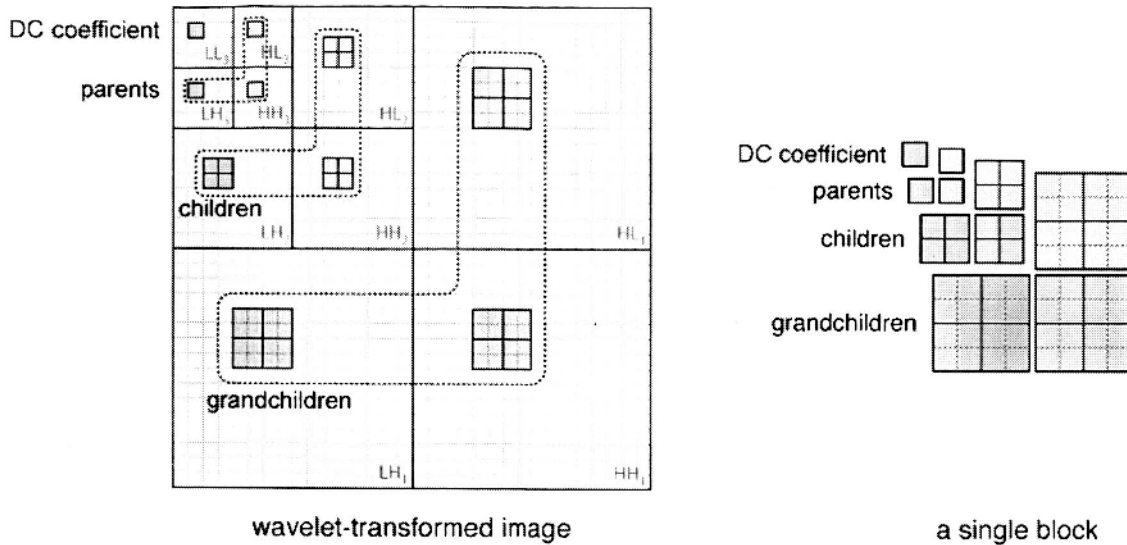 DC coefficient
LL₃
HL₃
parents
LH₃
HH₃
HL₂
children
LH₂
HH₂
HL₁
grandchildren
LH₁
HH₁
wavelet-transformed image
DC coefficient
parents
children
grandchildren
a single block